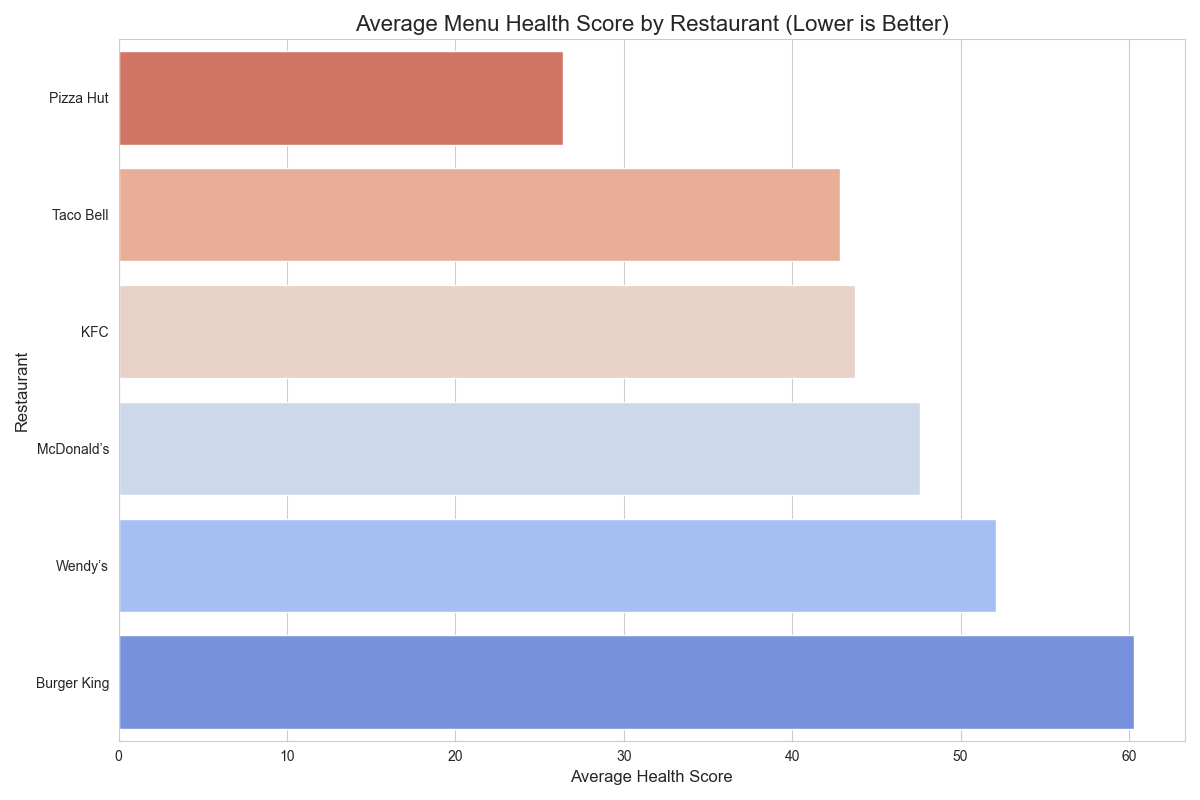 Average Menu Health Score by Restaurant (Lower is Better)
Restaurant
Pizza Hut
Taco Bell
KFC
McDonald’s
Wendy’s
Burger King
0 10 20 30 40 50 60
Average Health Score